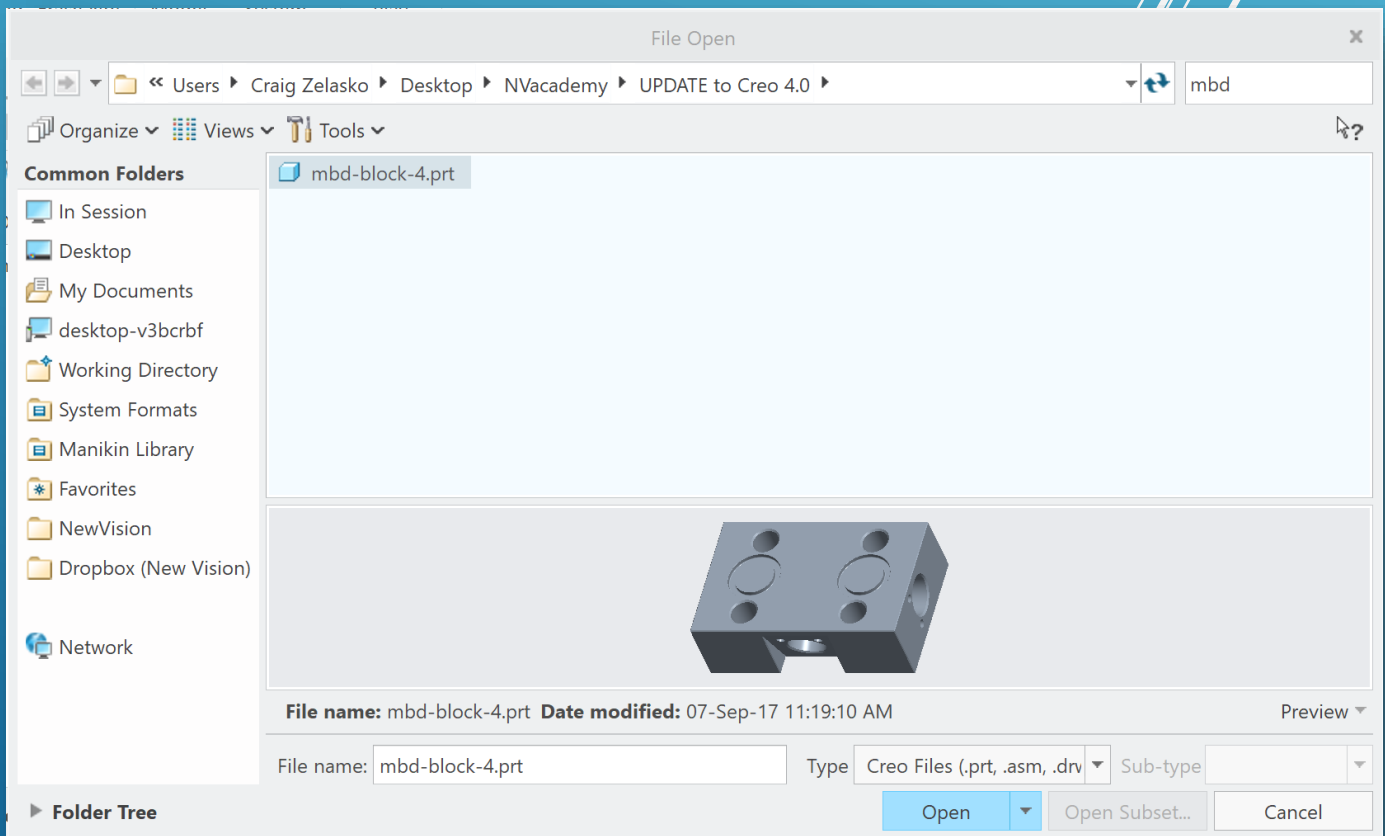 File Open
« Users Craig Zelasko Desktop NVacademy UPDATE to Creo 4.0 mbd
Organize Views Tools ?
Common Folders
mbd-block-4.prt
In Session
Desktop
My Documents
desktop-v3bcrbf
Working Directory
System Formats
Manikin Library
Favorites
NewVision
Dropbox (New Vision)
Network
File name: mbd-block-4.prt Date modified: 07-Sep-17 11:19:10 AM Preview
File name: mbd-block-4.prt Type Creo Files (.prt, .asm, .drv Sub-type
Folder Tree Open Open Subset... Cancel